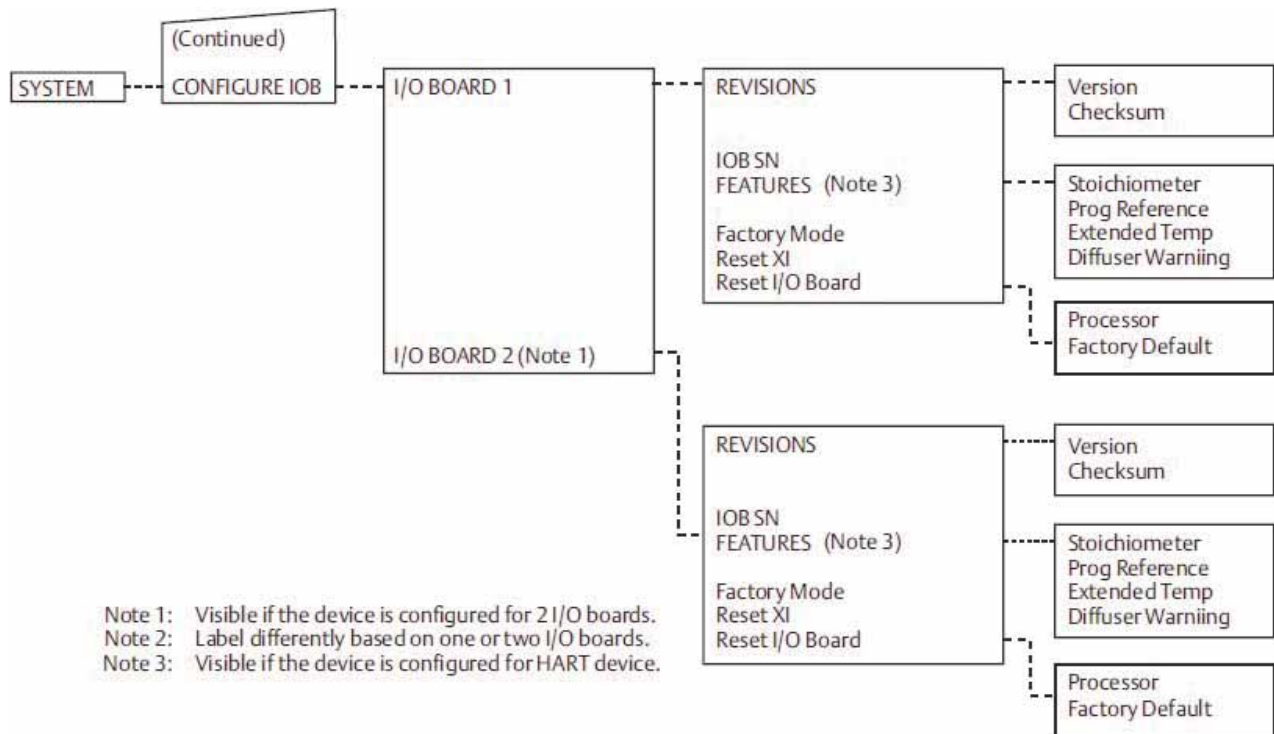 (Continued)
SYSTEM
CONFIGURE IOB
I/O BOARD 1
I/O BOARD 2 (Note 1)
REVISIONS
IOB SN
FEATURES (Note 3)
Factory Mode
Reset XI
Reset I/O Board
Version
Checksum
Stoichiometer
Prog Reference
Extended Temp
Diffuser Warniing
Processor
Factory Default
REVISIONS
IOB SN
FEATURES (Note 3)
Factory Mode
Reset XI
Reset I/O Board
Version
Checksum
Stoichiometer
Prog Reference
Extended Temp
Diffuser Warniing
Processor
Factory Default
Note 1: Visible if the device is configured for 2 I/O boards.
Note 2: Label differently based on one or two I/O boards.
Note 3: Visible if the device is configured for HART device.